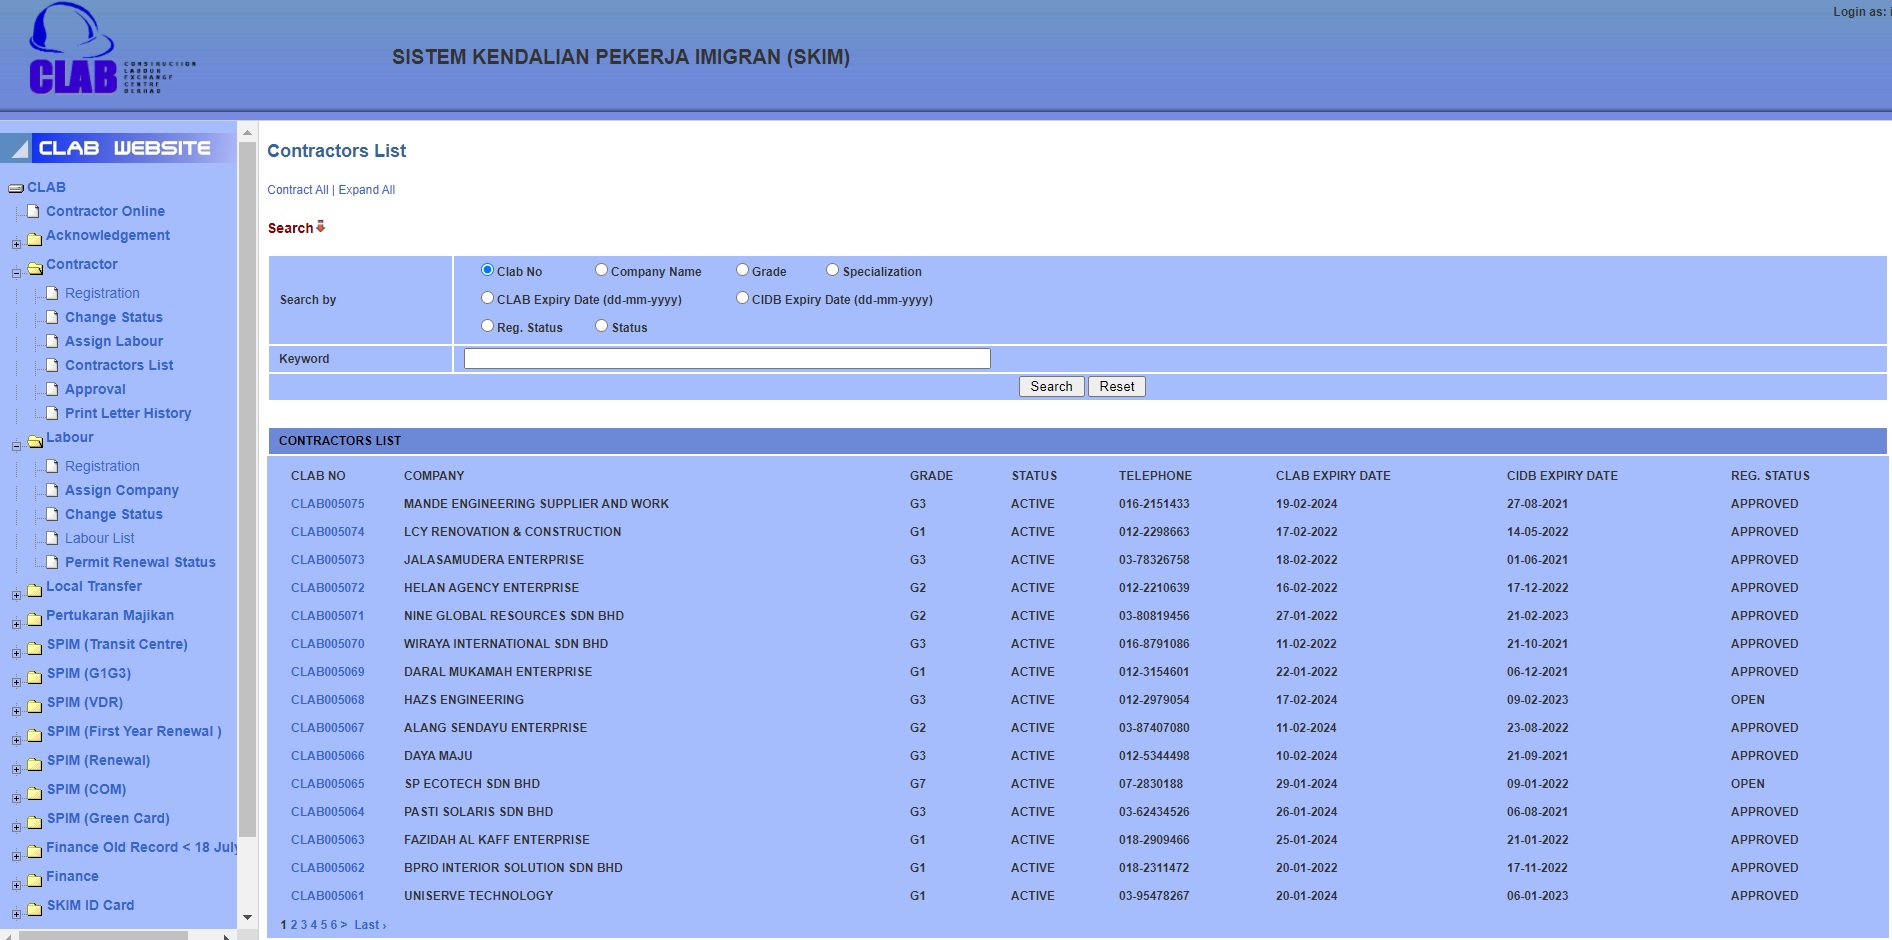 Login as:
CLAB
CONSTRUCTION
LABOUR
EXCHANGE
CENTRE
BERHAD
SISTEM KENDALIAN PEKERJA IMIGRAN (SKIM)
CLAB WEBSITE
CLAB
Contractor Online
Acknowledgement
Contractor
Registration
Change Status
Assign Labour
Contractors List
Approval
Print Letter History
Labour
Registration
Assign Company
Change Status
Labour List
Permit Renewal Status
Local Transfer
Pertukaran Majikan
SPIM (Transit Centre)
SPIM (G1G3)
SPIM (VDR)
SPIM (First Year Renewal )
SPIM (Renewal)
SPIM (COM)
SPIM (Green Card)
Finance Old Record < 18 July
Finance
SKIM ID Card
Contractors List
Contract All | Expand All
Search
Search by
Clab No Company Name Grade Specialization
CLAB Expiry Date (dd-mm-yyyy) CIDB Expiry Date (dd-mm-yyyy)
Reg. Status Status
Keyword
Search Reset
CONTRACTORS LIST
CLAB NO COMPANY GRADE STATUS TELEPHONE CLAB EXPIRY DATE CIDB EXPIRY DATE REG. STATUS
CLAB005075 MANDE ENGINEERING SUPPLIER AND WORK G3 ACTIVE 016-2151433 19-02-2024 27-08-2021 APPROVED
CLAB005074 LCY RENOVATION & CONSTRUCTION G1 ACTIVE 012-2298663 17-02-2022 14-05-2022 APPROVED
CLAB005073 JALASAMUDERA ENTERPRISE G3 ACTIVE 03-78326758 18-02-2022 01-06-2021 APPROVED
CLAB005072 HELAN AGENCY ENTERPRISE G2 ACTIVE 012-2210639 16-02-2022 17-12-2022 APPROVED
CLAB005071 NINE GLOBAL RESOURCES SDN BHD G2 ACTIVE 03-80819456 27-01-2022 21-02-2023 APPROVED
CLAB005070 WIRAYA INTERNATIONAL SDN BHD G3 ACTIVE 016-8791086 11-02-2022 21-10-2021 APPROVED
CLAB005069 DARAL MUKAMAH ENTERPRISE G1 ACTIVE 012-3154601 22-01-2022 06-12-2021 APPROVED
CLAB005068 HAZS ENGINEERING G3 ACTIVE 012-2979054 17-02-2024 09-02-2023 OPEN
CLAB005067 ALANG SENDAYU ENTERPRISE G2 ACTIVE 03-87407080 11-02-2024 23-08-2022 APPROVED
CLAB005066 DAYA MAJU G3 ACTIVE 012-5344498 10-02-2024 21-09-2021 APPROVED
CLAB005065 SP ECOTECH SDN BHD G7 ACTIVE 07-2830188 29-01-2024 09-01-2022 OPEN
CLAB005064 PASTI SOLARIS SDN BHD G3 ACTIVE 03-62434526 26-01-2024 06-08-2021 APPROVED
CLAB005063 FAZIDAH AL KAFF ENTERPRISE G1 ACTIVE 018-2909466 25-01-2024 21-01-2022 APPROVED
CLAB005062 BPRO INTERIOR SOLUTION SDN BHD G1 ACTIVE 018-2311472 20-01-2022 17-11-2022 APPROVED
CLAB005061 UNISERVE TECHNOLOGY G1 ACTIVE 03-95478267 20-01-2024 06-01-2023 APPROVED
1 2 3 4 5 6 > Last ›